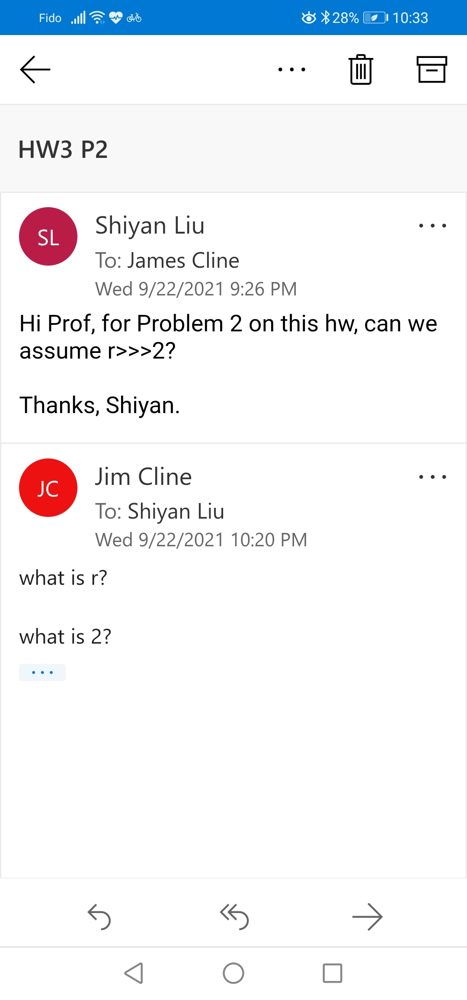 Fido 28% 10:33
HW3 P2
SL
Shiyan Liu
To: James Cline
Wed 9/22/2021 9:26 PM
Hi Prof, for Problem 2 on this hw, can we
assume r>>>2?
Thanks, Shiyan.
JC
Jim Cline
To: Shiyan Liu
Wed 9/22/2021 10:20 PM
what is r?
what is 2?